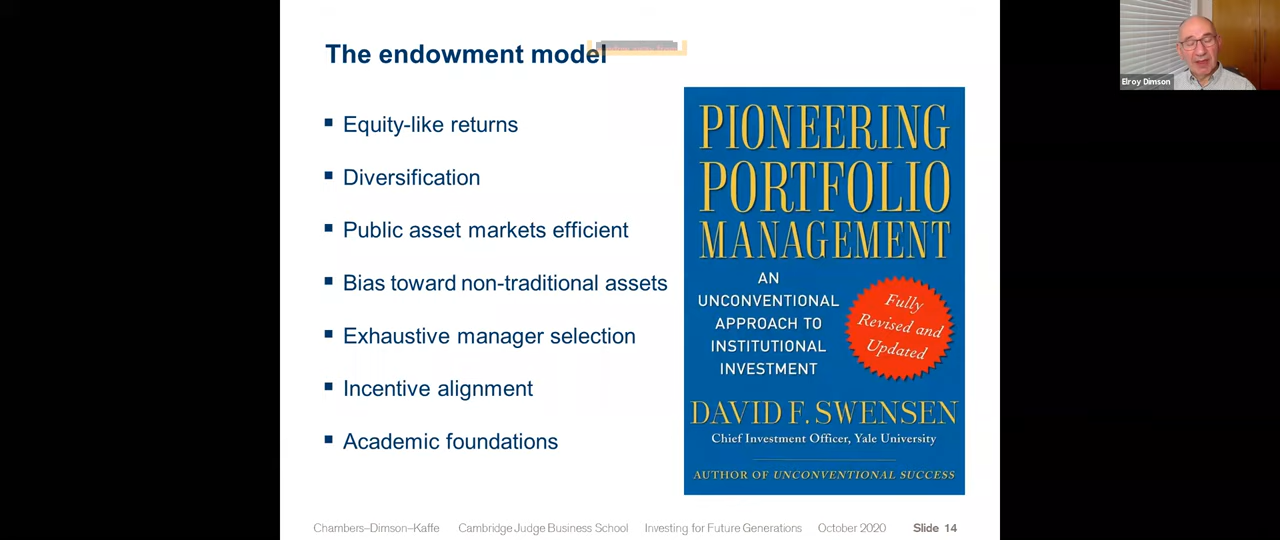 The endowment model
Equity-like returns
Diversification
Public asset markets efficient
Bias toward non-traditional assets
Exhaustive manager selection
Incentive alignment
Academic foundations
PIONEERING
PORTFOLIO
MANAGEMENT
AN
UNCONVENTIONAL
APPROACH TO
INSTITUTIONAL
INVESTMENT
Fully
Revised and
Updated
DAVID F. SWENSEN
Chief Investment Officer, Yale University
AUTHOR OF UNCONVENTIONAL SUCCESS
Chambers–Dimson–Kaffe Cambridge Judge Business School Investing for Future Generations October 2020 Slide 14
Elroy Dimson